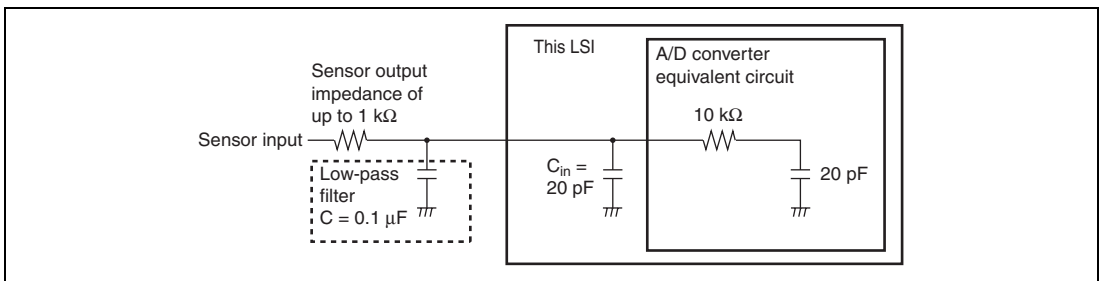 This LSI
A/D converter
equivalent circuit
Sensor output
impedance of
up to 1 kΩ
10 kΩ
Sensor input
Low-pass
filter
C = 0.1 μF
Cin =
20 pF
20 pF